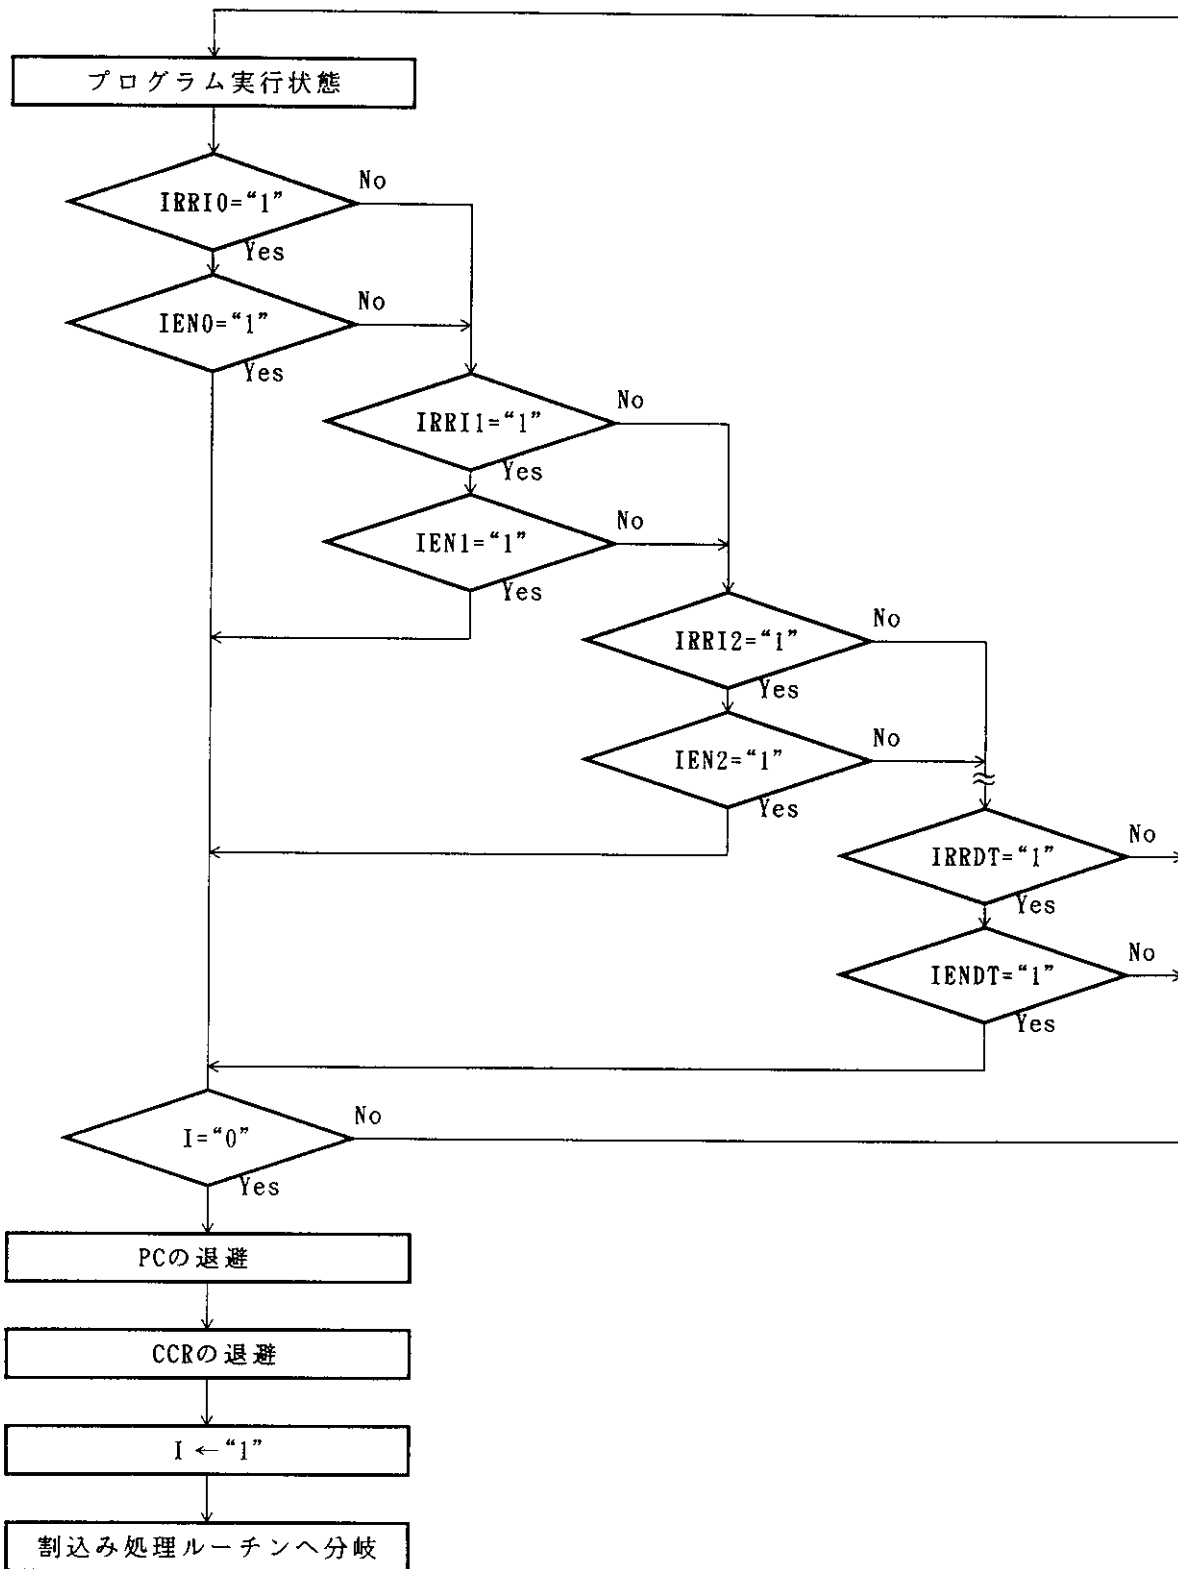 プログラム実行状態
IRRI0=“1”
No
Yes
IEN0=“1”
No
Yes
IRRI1=“1”
No
Yes
IEN1=“1”
No
Yes
IRRI2=“1”
No
Yes
IEN2=“1”
No
Yes
IRRDT=“1”
No
Yes
IENDT=“1”
No
Yes
I=“0”
No
Yes
PCの退避
CCRの退避
I ← “1”
割込み処理ルーチンへ分岐